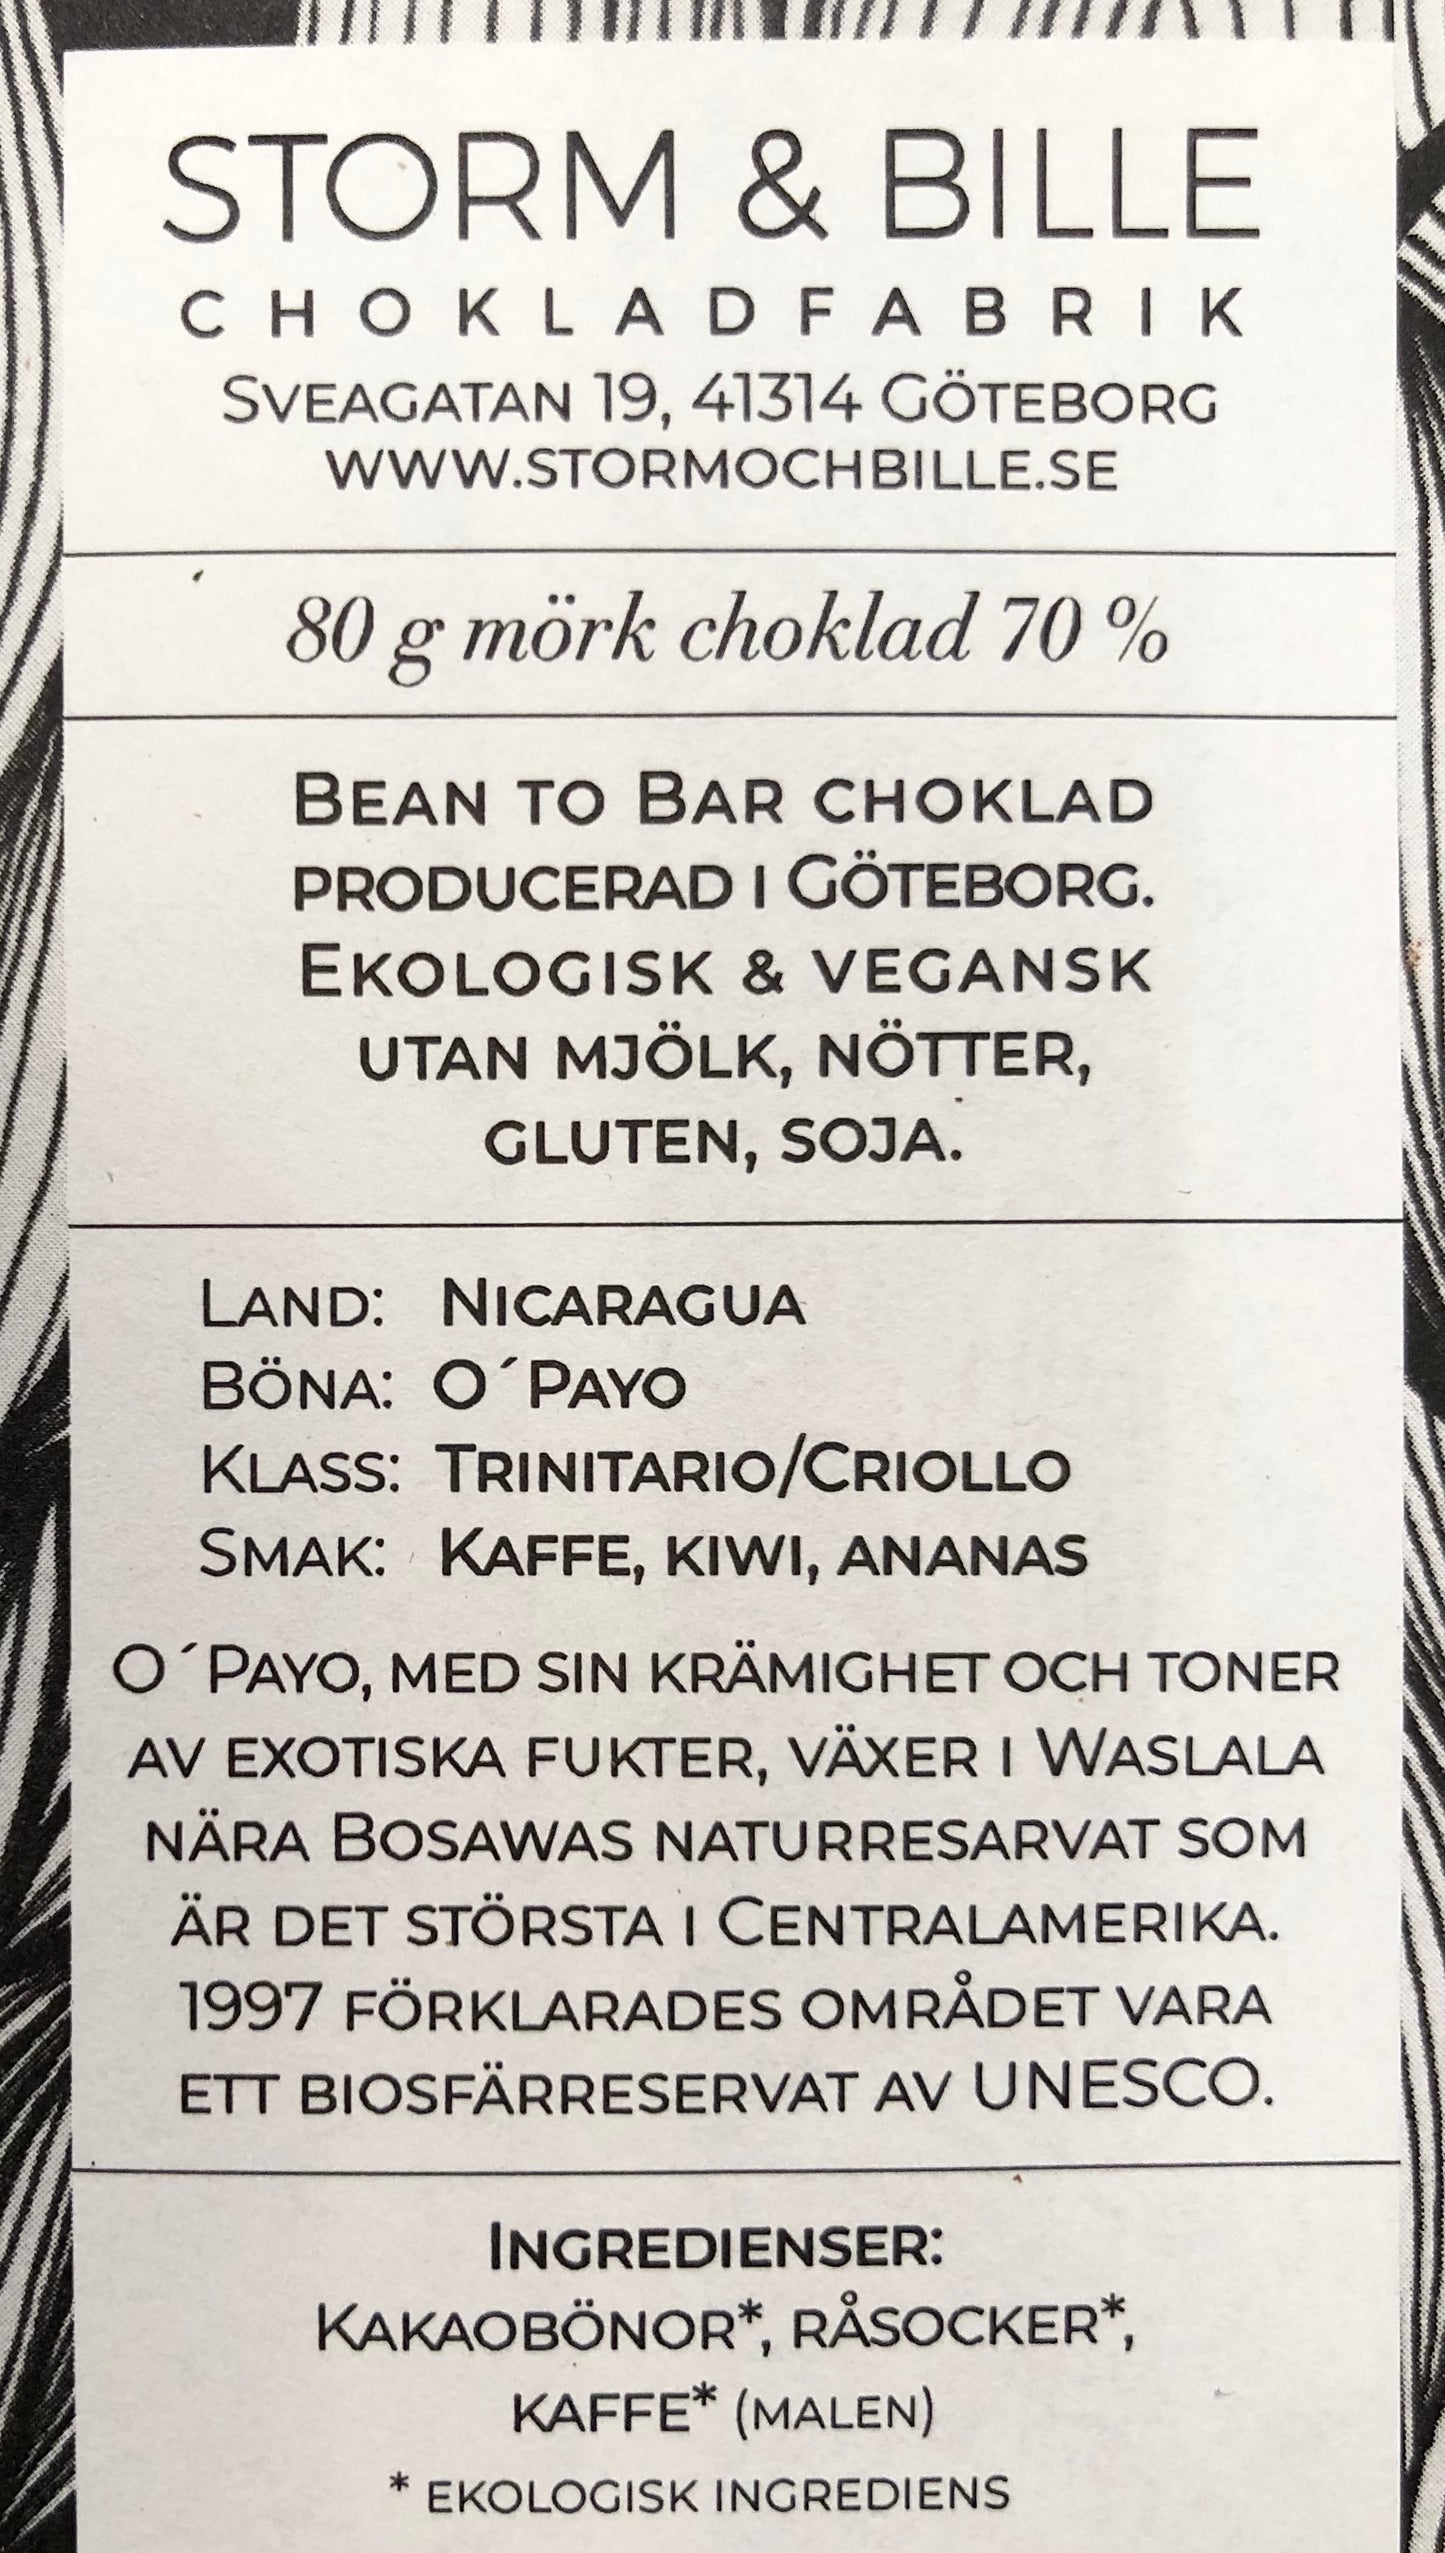 STORM & BILLE
CHOKLADFABRIK
SVEAGATAN 19, 41314 GÖTEBORG
WWW.STORMOCHBILLE.SE
80 g mörk choklad 70 %
BEAN TO BAR CHOKLAD
PRODUCERAD I GÖTEBORG.
EKOLOGISK & VEGANSK
UTAN MJÖLK, NÖTTER,
GLUTEN, SOJA.
LAND: NICARAGUA
BÖNA: O´PAYO
KLASS: TRINITARIO/CRIOLLO
SMAK: KAFFE, KIWI, ANANAS
O´PAYO, MED SIN KRÄMIGHET OCH TONER
AV EXOTISKA FUKTER, VÄXER I WASLALA
NÄRA BOSAWAS NATURRESARVAT SOM
ÄR DET STÖRSTA I CENTRALAMERIKA.
1997 FÖRKLARADES OMRÅDET VARA
ETT BIOSFÄRRESERVAT AV UNESCO.
INGREDIENSER:
KAKAOBÖNOR*, RÅSOCKER*,
KAFFE* (MALEN)
* EKOLOGISK INGREDIENS